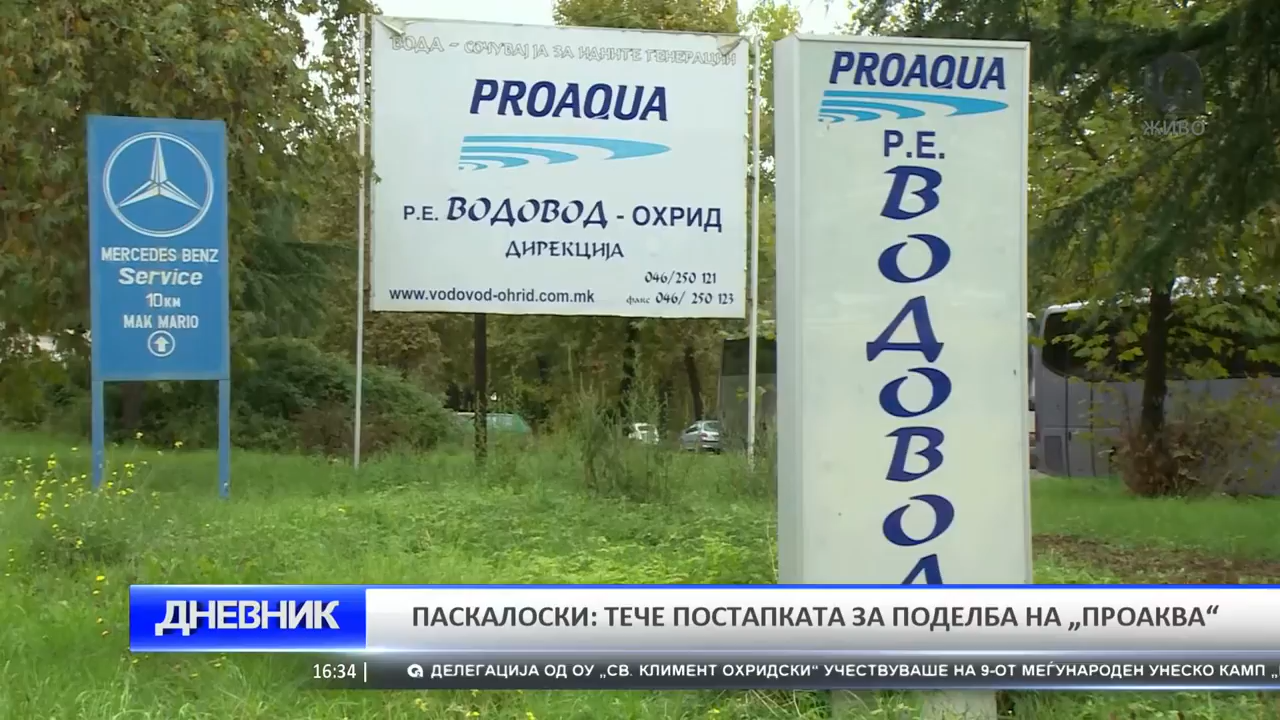 ВОДА - СОЧУВАЈ ЈА ЗА ИДНИТЕ ГЕНЕРАЦИИ
PROAQUA
Р.Е. ВОДОВОД - ОХРИД
ДИРЕКЦИЈА
046/250 121
www.vodovod-ohrid.com.mk факс 046/ 250 123
MERCEDES BENZ
Service
10 КМ
МАК MARIO
PROAQUA
Р.Е.
ВОДОВОД
ЖИВО
ДНЕВНИК
ПАСКАЛОСКИ: ТЕЧЕ ПОСТАПКАТА ЗА ПОДЕЛБА НА „ПРОАКВА“
16:34
ДЕЛЕГАЦИЈА ОД ОУ „СВ. КЛИМЕНТ ОХРИДСКИ“ УЧЕСТВУВАШЕ НА 9-ОТ МЕЃУНАРОДЕН УНЕСКО КАМП „